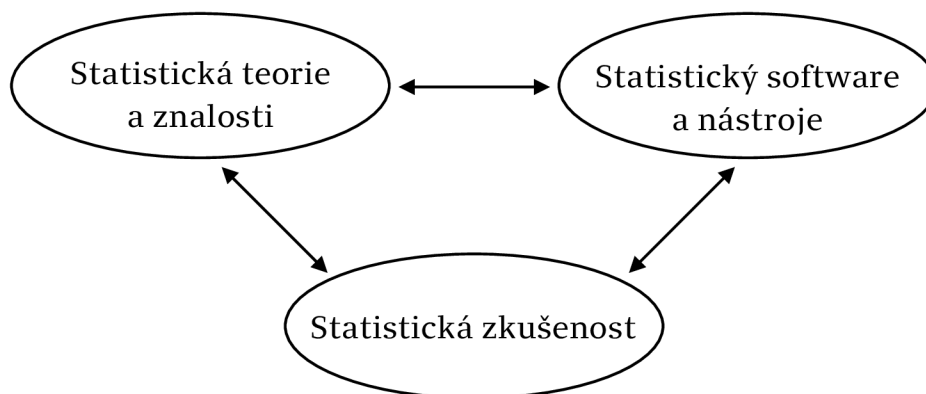 Statistická teorie
a znalosti
Statistický software
a nástroje
Statistická zkušenost